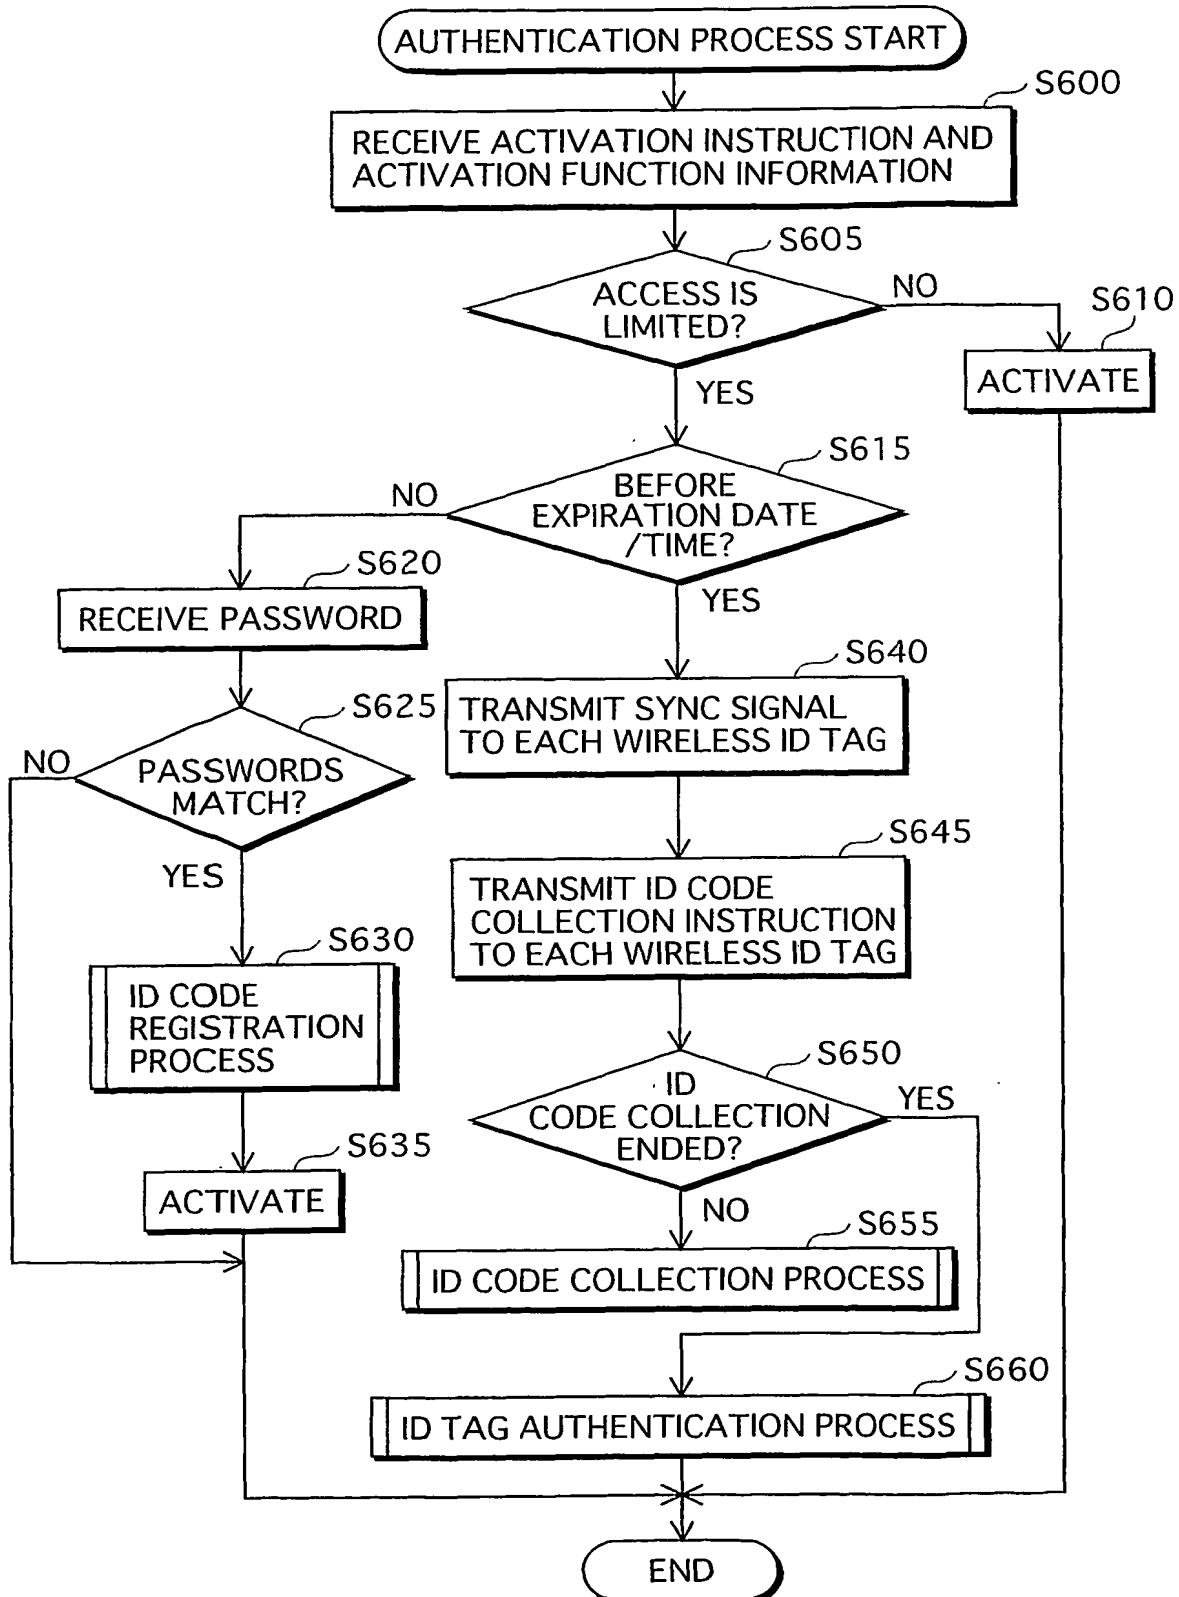 AUTHENTICATION PROCESS START
S600
RECEIVE ACTIVATION INSTRUCTION AND
ACTIVATION FUNCTION INFORMATION
S605
ACCESS IS
LIMITED?
NO
S610
ACTIVATE
YES
S615
BEFORE
EXPIRATION DATE
/TIME?
NO
YES
S620
RECEIVE PASSWORD
S625
PASSWORDS
MATCH?
NO
YES
S630
ID CODE
REGISTRATION
PROCESS
S635
ACTIVATE
S640
TRANSMIT SYNC SIGNAL
TO EACH WIRELESS ID TAG
S645
TRANSMIT ID CODE
COLLECTION INSTRUCTION
TO EACH WIRELESS ID TAG
S650
ID
CODE COLLECTION
ENDED?
YES
NO
S655
ID CODE COLLECTION PROCESS
S660
ID TAG AUTHENTICATION PROCESS
END